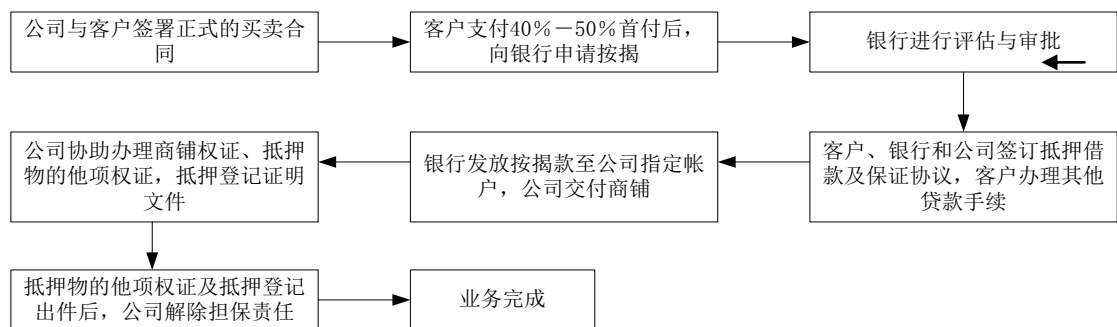 公司与客户签署正式的买卖合
同
客户支付40％－50％首付后，
向银行申请按揭
银行进行评估与审批
客户、银行和公司签订抵押借
款及保证协议，客户办理其他
贷款手续
银行发放按揭款至公司指定帐
户，公司交付商铺
公司协助办理商铺权证、抵押
物的他项权证，抵押登记证明
文件
抵押物的他项权证及抵押登记
出件后，公司解除担保责任
业务完成